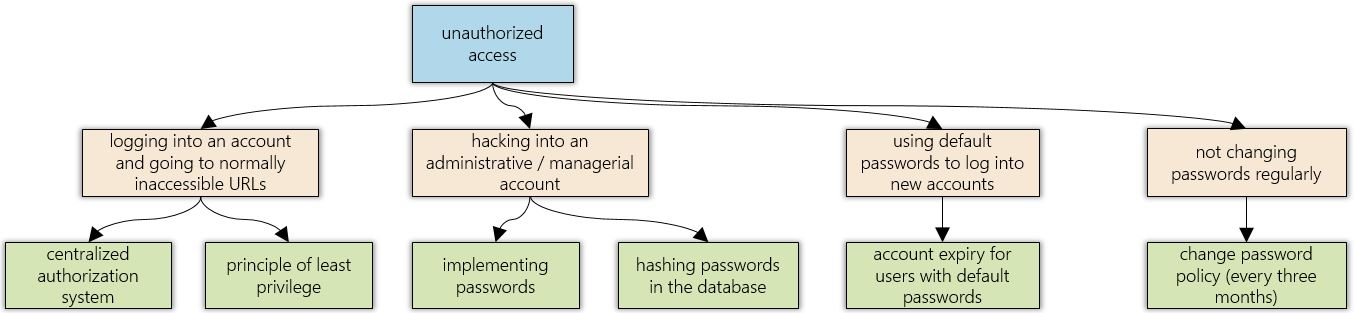 unauthorized
access
logging into an account
and going to normally
inaccessible URLs
hacking into an
administrative / managerial
account
using default
passwords to log into
new accounts
not changing
passwords regularly
centralized
authorization
system
principle of least
privilege
implementing
passwords
hashing passwords
in the database
account expiry for
users with default
passwords
change password
policy (every three
months)